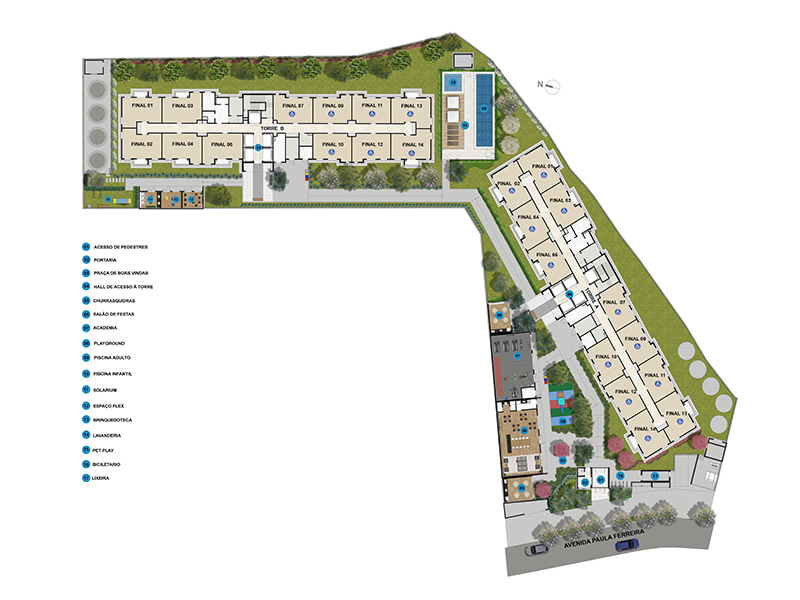 N
FINAL 01
FINAL 03
FINAL 07
FINAL 09
FINAL 11
FINAL 13
TORRE B
FINAL 02
FINAL 04
FINAL 05
FINAL 10
FINAL 12
FINAL 14
FINAL 01
FINAL 02
FINAL 03
FINAL 04
FINAL 05
TORRE A
FINAL 07
FINAL 09
FINAL 10
FINAL 11
FINAL 12
FINAL 13
FINAL 14
01 ACESSO DE PEDESTRES
02 PORTARIA
03 PRAÇA DE BOAS VINDAS
04 HALL DE ACESSO À TORRE
05 CHURRASQUEIRAS
06 SALÃO DE FESTAS
07 ACADEMIA
08 PLAYGROUND
09 PISCINA ADULTO
10 PISCINA INFANTIL
11 SOLARIUM
12 ESPAÇO FLEX
13 BRINQUEDOTECA
14 LAVANDERIA
15 PET PLAY
16 BICILETARIO
17 LIXEIRA
AVENIDA PAULA FERREIRA